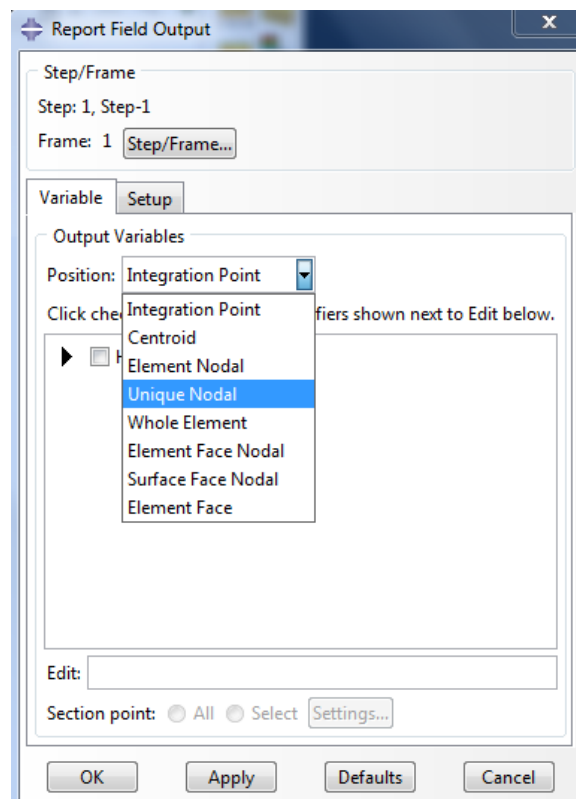 Report Field Output
x
Step/Frame
Step: 1, Step-1
Frame: 1 Step/Frame...
Variable Setup
Output Variables
Position: Integration Point
Click fiers shown next to Edit below.
Integration Point
Centroid
Element Nodal
Unique Nodal
Whole Element
Element Face Nodal
Surface Face Nodal
Element Face
Edit:
Section point: All Select Settings...
OK Apply Defaults Cancel